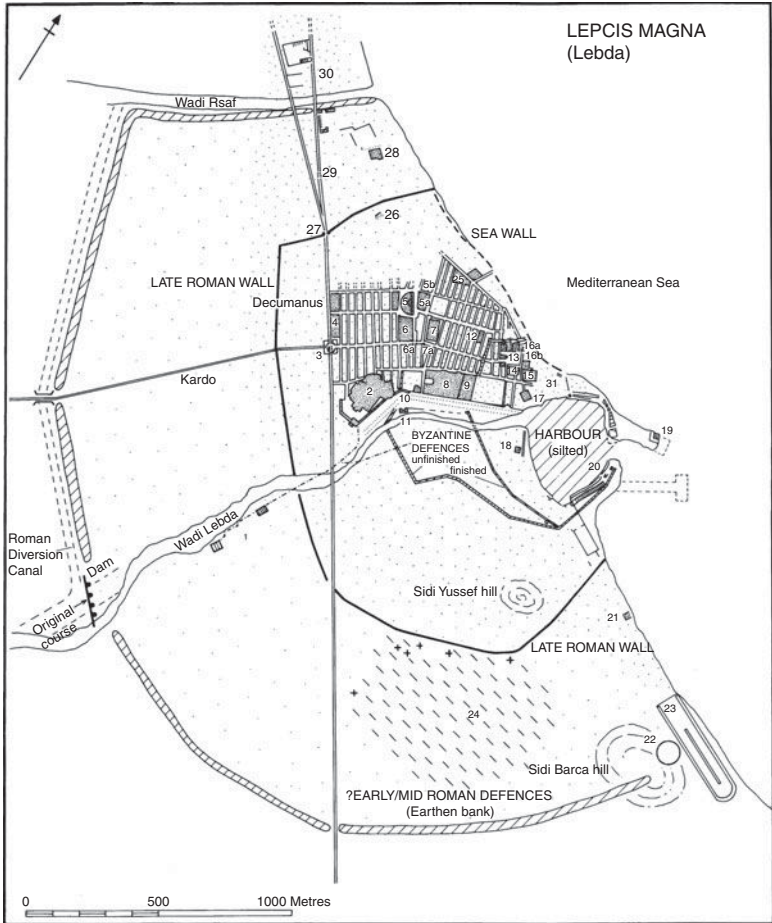 LEPCIS MAGNA
(Lebda)
30
Wadi Rsaf
28
29
26
27
SEA WALL
LATE ROMAN WALL
Mediterranean Sea
Decumanus
25
5b
5
5a
4
6
7
12
16a
3
6a
7a
13
16b
14
15
Kardo
2
8
9
31
10
17
11
BYZANTINE
DEFENCES
unfinished
finished
18
HARBOUR
(silted)
19
20
Wadi Lebda
1
Roman
Diversion
Canal
Dam
Original
course
Sidi Yussef hill
21
LATE ROMAN WALL
24
23
22
Sidi Barca hill
?EARLY/MID ROMAN DEFENCES
(Earthen bank)
0 500 1000 Metres